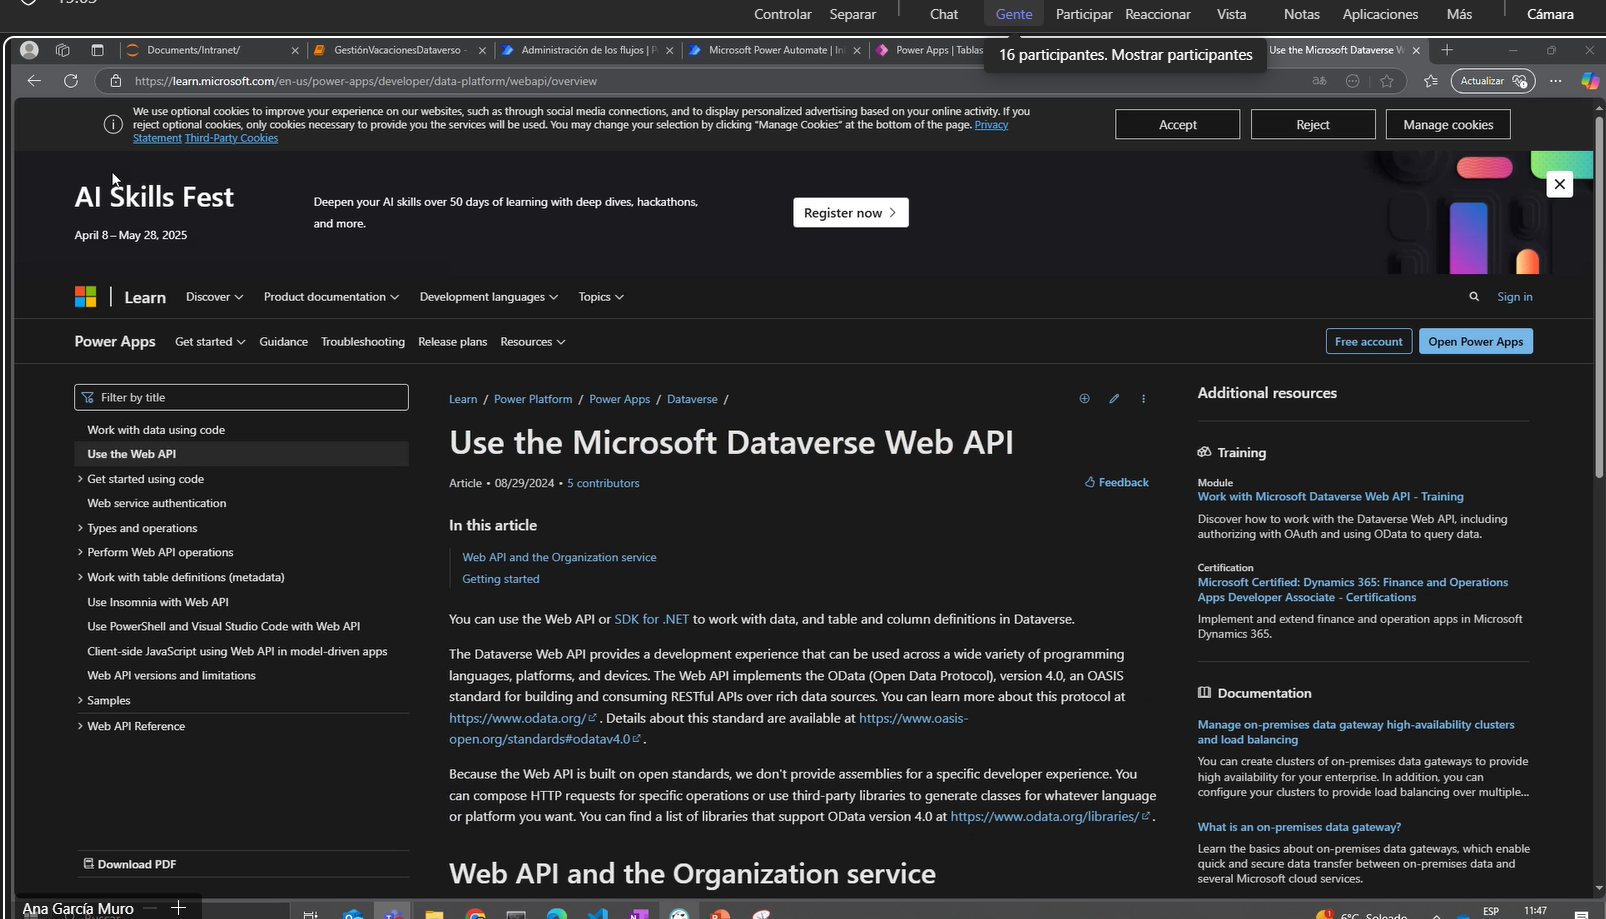 Controlar Separar Chat Gente Participar Reaccionar Vista Notas Aplicaciones Más Cámara
Documents/Intranet/ GestiónVacacionesDataverso - Administración de los flujos | P Microsoft Power Automate | Ini Power Apps | Tablas Use the Microsoft Dataverse W
16 participantes. Mostrar participantes
https://learn.microsoft.com/en-us/power-apps/developer/data-platform/webapi/overview
Actualizar
We use optional cookies to improve your experience on our websites, such as through social media connections, and to display personalized advertising based on your online activity. If you
reject optional cookies, only cookies necessary to provide you the services will be used. You may change your selection by clicking “Manage Cookies” at the bottom of the page. Privacy
Statement Third-Party Cookies
Accept Reject Manage cookies
AI Skills Fest
April 8 – May 28, 2025
Deepen your AI skills over 50 days of learning with deep dives, hackathons,
and more.
Register now
Learn Discover Product documentation Development languages Topics Sign in
Power Apps Get started Guidance Troubleshooting Release plans Resources Free account Open Power Apps
Filter by title
Work with data using code
Use the Web API
Get started using code
Web service authentication
Types and operations
Perform Web API operations
Work with table definitions (metadata)
Use Insomnia with Web API
Use PowerShell and Visual Studio Code with Web API
Client-side JavaScript using Web API in model-driven apps
Web API versions and limitations
Samples
Web API Reference
Download PDF
Learn / Power Platform / Power Apps / Dataverse /
Use the Microsoft Dataverse Web API
Article • 08/29/2024 • 5 contributors
Feedback
In this article
Web API and the Organization service
Getting started
You can use the Web API or SDK for .NET to work with data, and table and column definitions in Dataverse.
The Dataverse Web API provides a development experience that can be used across a wide variety of programming
languages, platforms, and devices. The Web API implements the OData (Open Data Protocol), version 4.0, an OASIS
standard for building and consuming RESTful APIs over rich data sources. You can learn more about this protocol at
https://www.odata.org/ . Details about this standard are available at https://www.oasis-
open.org/standards#odatav4.0 .
Because the Web API is built on open standards, we don't provide assemblies for a specific developer experience. You
can compose HTTP requests for specific operations or use third-party libraries to generate classes for whatever language
or platform you want. You can find a list of libraries that support OData version 4.0 at https://www.odata.org/libraries/ .
Web API and the Organization service
Additional resources
Training
Module
Work with Microsoft Dataverse Web API - Training
Discover how to work with the Dataverse Web API, including
authorizing with OAuth and using OData to query data.
Certification
Microsoft Certified: Dynamics 365: Finance and Operations
Apps Developer Associate - Certifications
Implement and extend finance and operation apps in Microsoft
Dynamics 365.
Documentation
Manage on-premises data gateway high-availability clusters
and load balancing
You can create clusters of on-premises data gateways to provide
high availability for your enterprise. In addition, you can
configure your clusters to provide load balancing over multiple...
What is an on-premises data gateway?
Learn the basics about on-premises data gateways, which enable
quick and secure data transfer between on-premises data and
several Microsoft cloud services.
Ana García Muro
6°C Soleado ESP 11:47